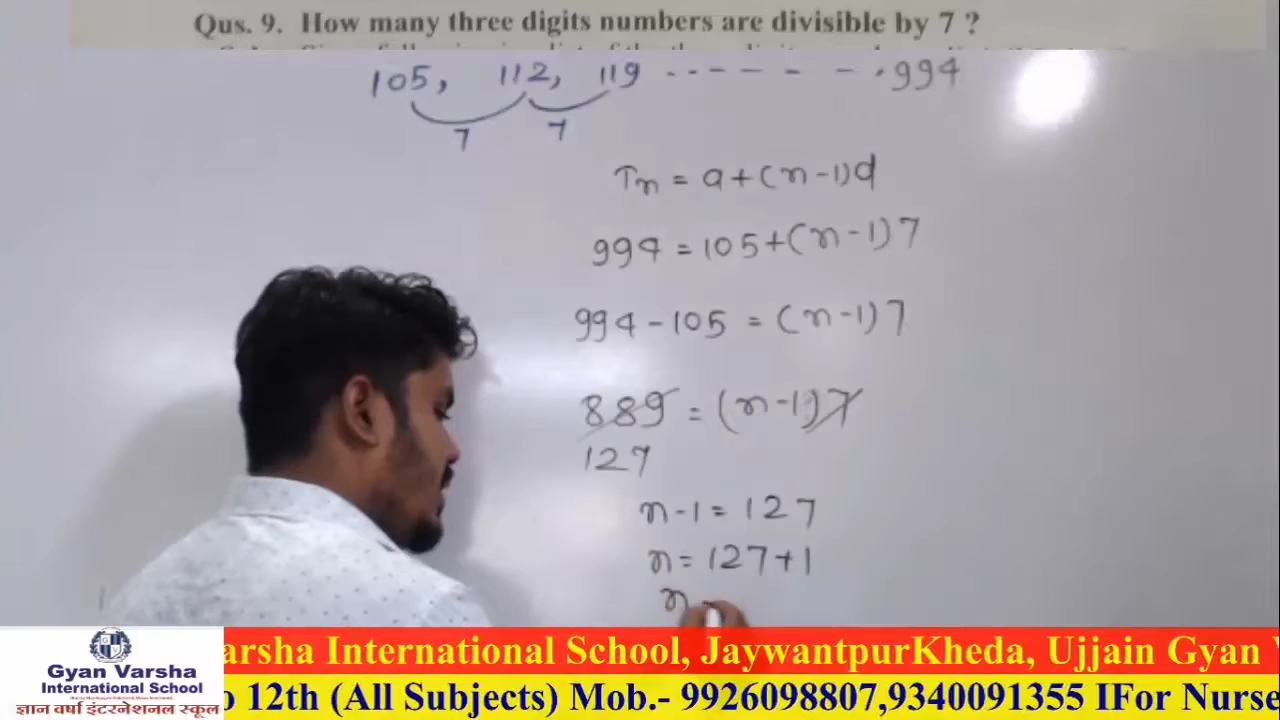 Qus. 9. How many three digits numbers are divisible by 7 ?
105, 112, 119 ------- .994
7 7
Tn = a+(n-1)d
994 = 105+(n-1)7
994-105 = (n-1)7
889 = (n-1)7
127
n-1 = 127
n = 127+1
n
arsha International School, JaywantpurKheda, Ujjain Gyan
Gyan Varsha
International School
ज्ञान वर्षा इंटरनेशनल स्कूल
o 12th (All Subjects) Mob.- 9926098807,9340091355 IFor Nurse